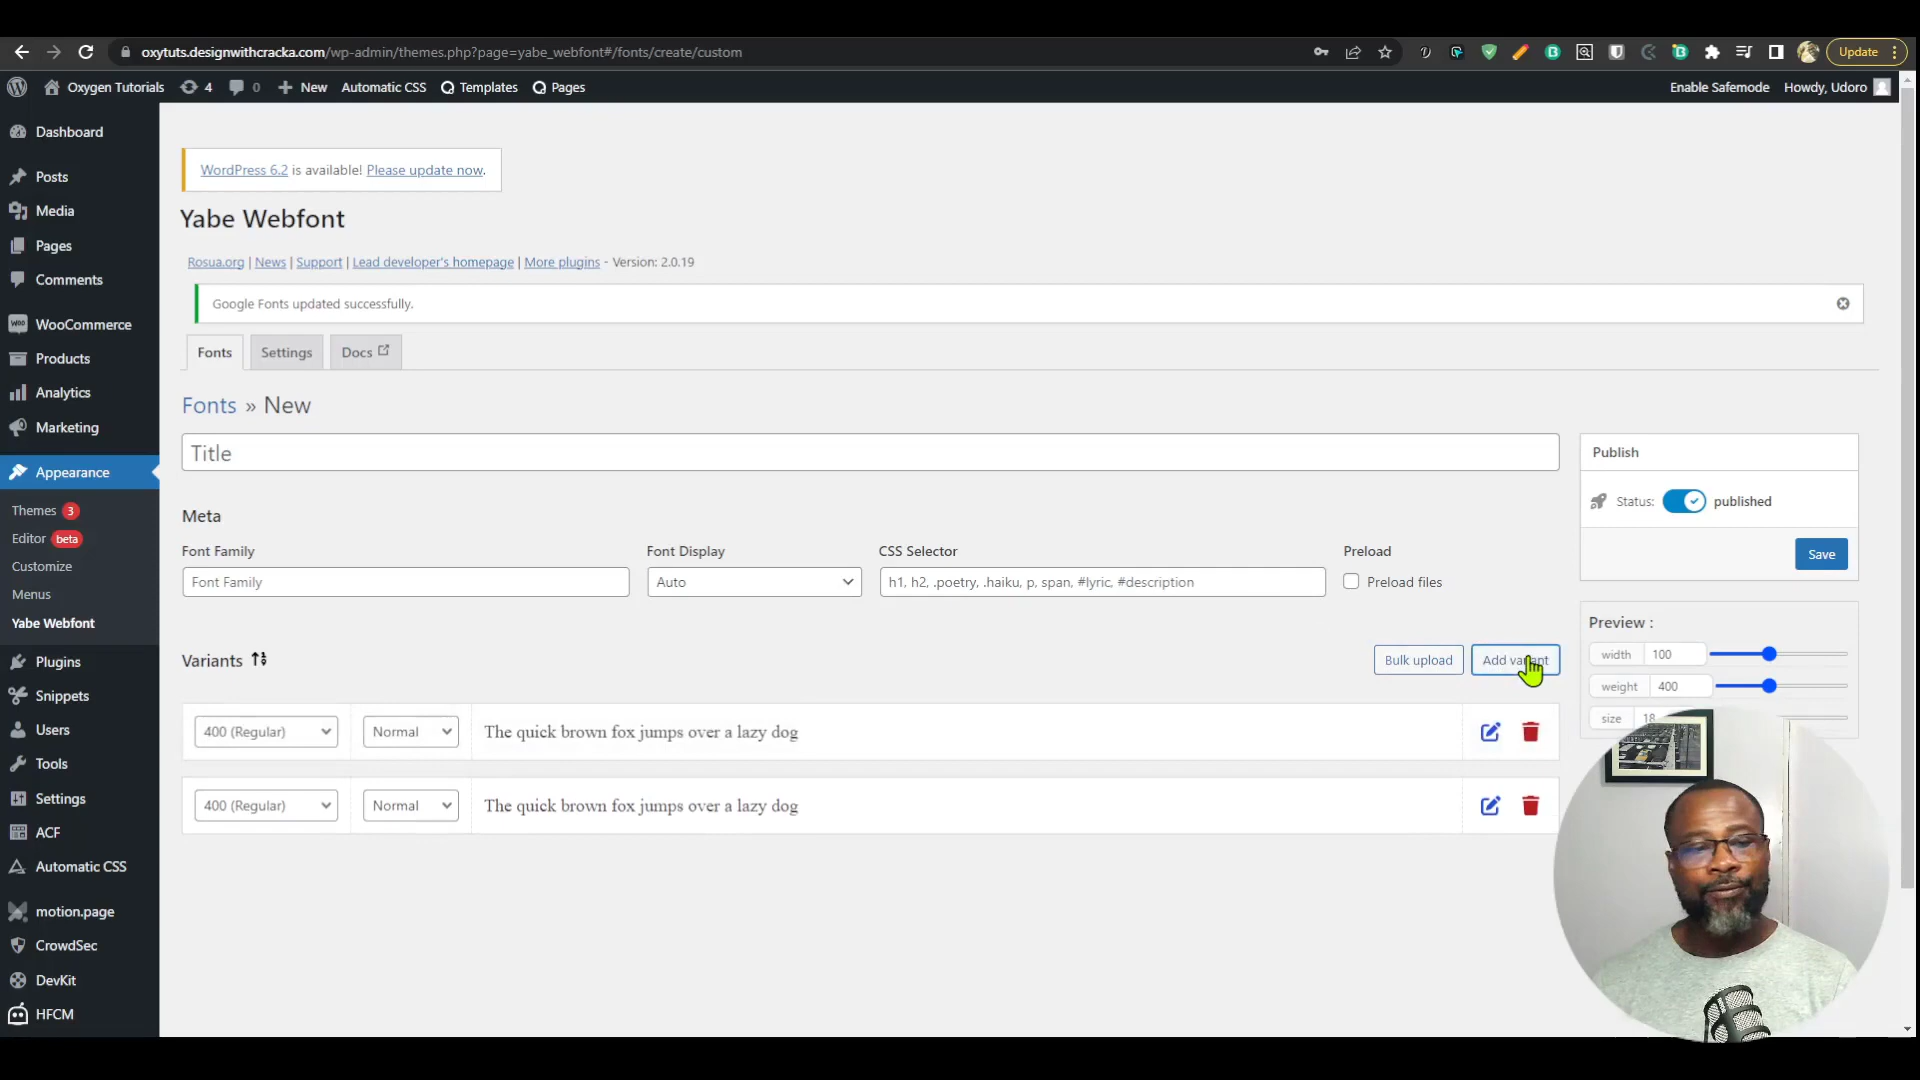 oxytuts.designwithcracka.com/wp-admin/themes.php?page=yabe_webfont#/fonts/create/custom
Update
Oxygen Tutorials 4 0 New Automatic CSS Templates Pages
Enable Safemode Howdy, Udoro
Dashboard
Posts
Media
Pages
Comments
WooCommerce
Products
Analytics
Marketing
Appearance
Themes 3
Editor beta
Customize
Menus
Yabe Webfont
Plugins
Snippets
Users
Tools
Settings
ACF
Automatic CSS
motion.page
CrowdSec
DevKit
HFCM
WordPress 6.2 is available! Please update now.
Yabe Webfont
Rosua.org | News | Support | Lead developer's homepage | More plugins - Version: 2.0.19
Google Fonts updated successfully.
Fonts Settings Docs
Fonts » New
Title
Meta
Font Family Font Display CSS Selector Preload
Font Family Auto h1, h2, .poetry, .haiku, p, span, #lyric, #description Preload files
Variants Bulk upload Add variant
400 (Regular) Normal The quick brown fox jumps over a lazy dog
400 (Regular) Normal The quick brown fox jumps over a lazy dog
Publish
Status: published
Save
Preview :
width 100
weight 400
size 18